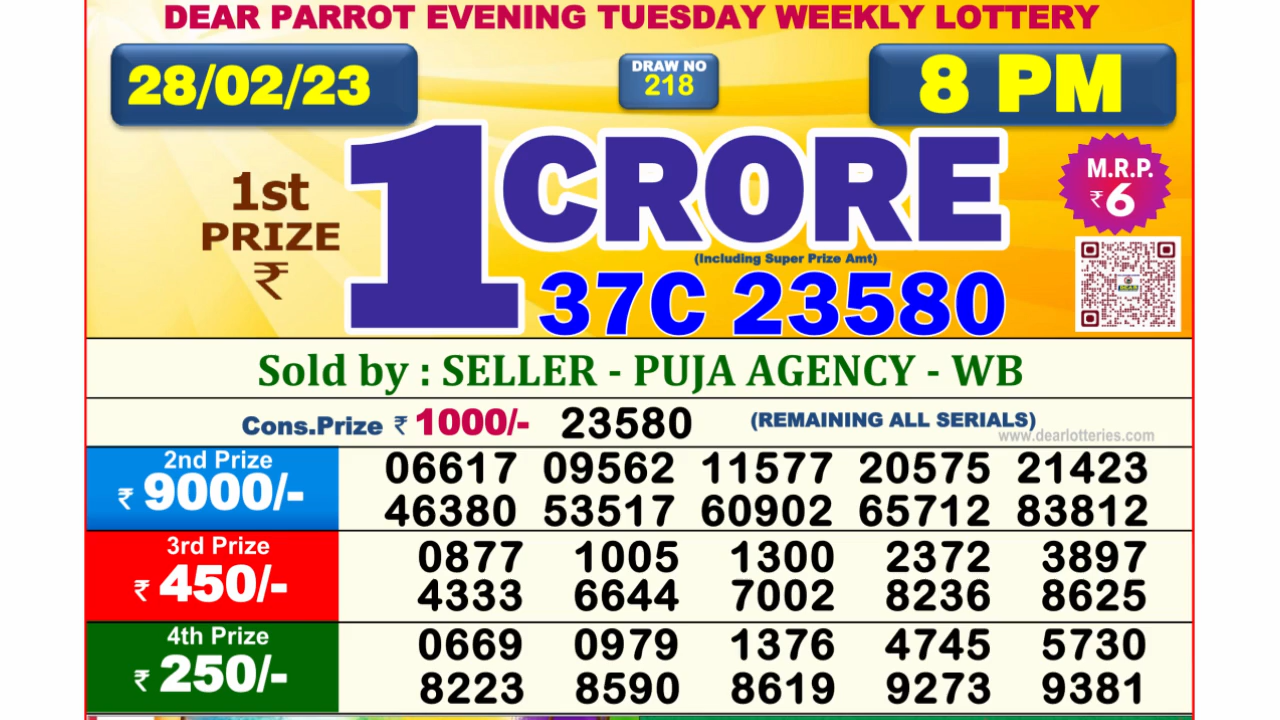 DEAR PARROT EVENING TUESDAY WEEKLY LOTTERY
28/02/23
DRAW NO
218
8 PM
1st
PRIZE
₹
1 CRORE
(Including Super Prize Amt)
37C 23580
M.R.P.
₹ 6
Sold by : SELLER - PUJA AGENCY - WB
Cons.Prize ₹ 1000/- 23580 (REMAINING ALL SERIALS)
www.dearlotteries.com
2nd Prize
₹ 9000/-
06617 09562 11577 20575 21423
46380 53517 60902 65712 83812
3rd Prize
₹ 450/-
0877 1005 1300 2372 3897
4333 6644 7002 8236 8625
4th Prize
₹ 250/-
0669 0979 1376 4745 5730
8223 8590 8619 9273 9381